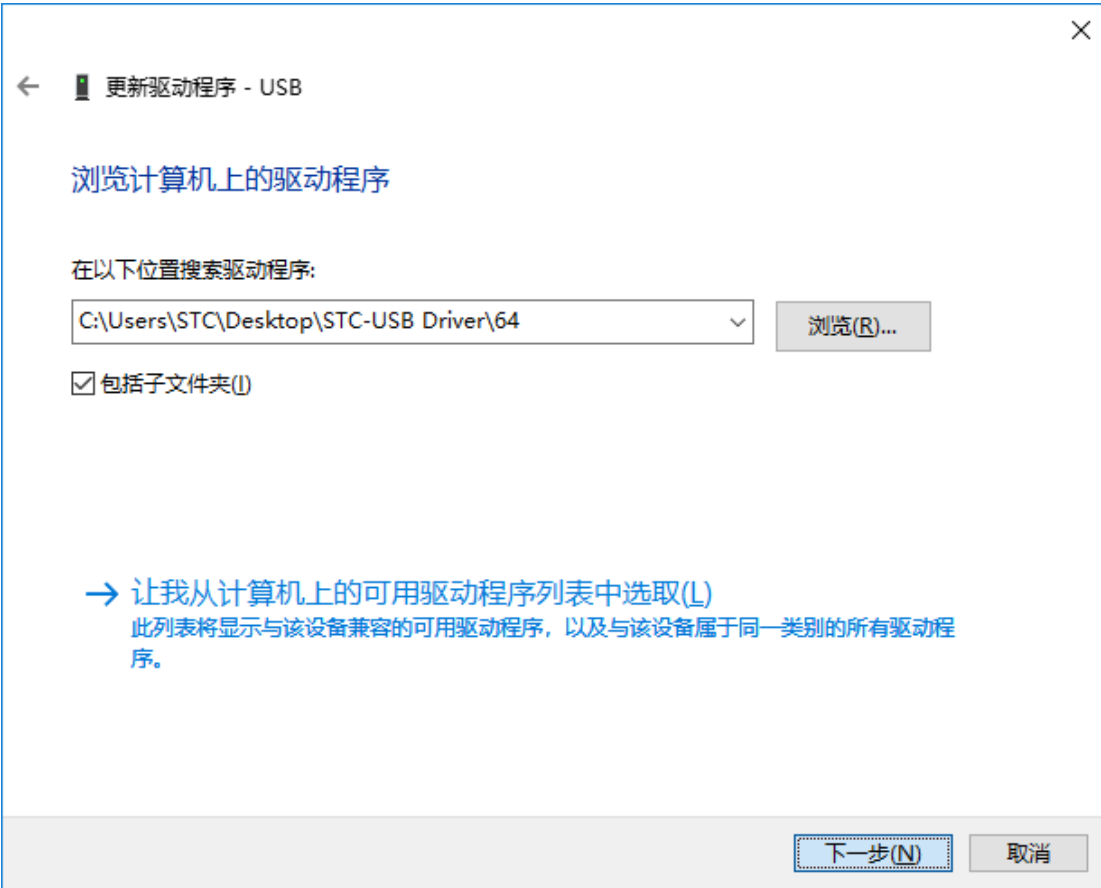 更新驱动程序 - USB
浏览计算机上的驱动程序
在以下位置搜索驱动程序:
C:\Users\STC\Desktop\STC-USB Driver\64
浏览(R)...
包括子文件夹(I)
让我从计算机上的可用驱动程序列表中选取(L)
此列表将显示与该设备兼容的可用驱动程序，以及与该设备属于同一类别的所有驱动程
序。
下一步(N)
取消